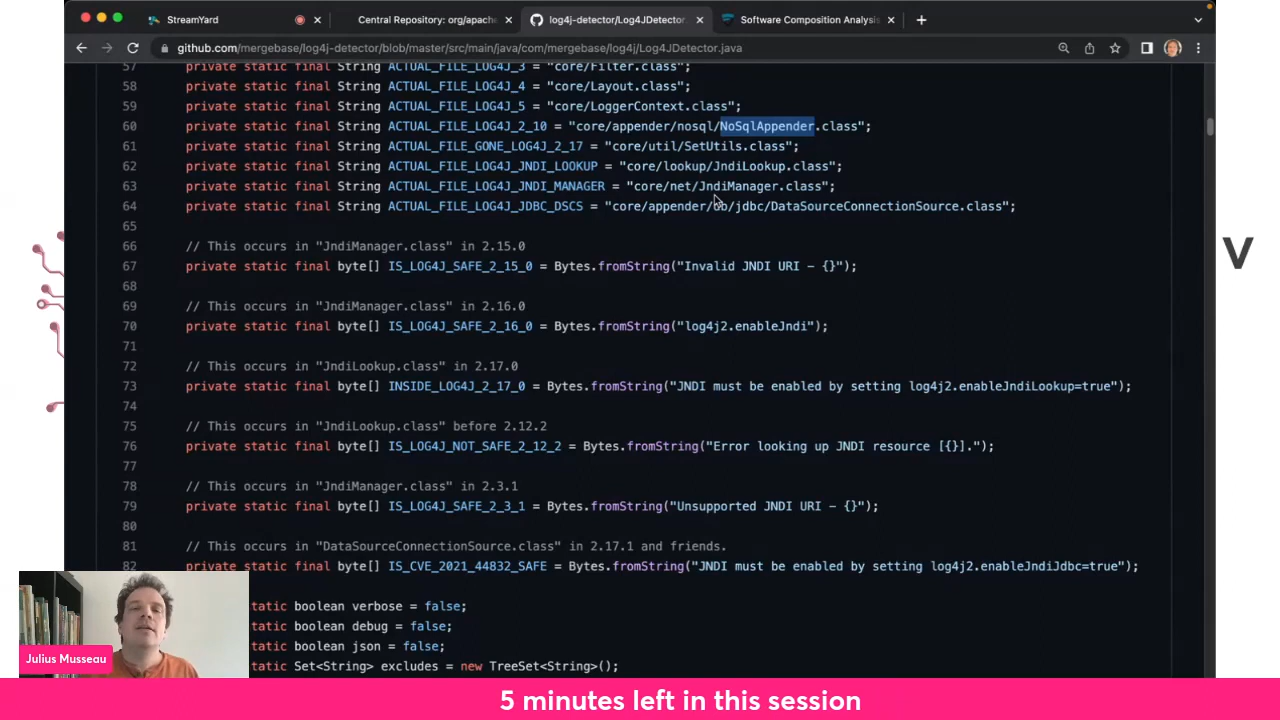 StreamYard
Central Repository: org/apache
log4j-detector/Log4JDetector.
Software Composition Analysis
github.com/mergebase/log4j-detector/blob/master/src/main/java/com/mergebase/log4j/Log4JDetector.java
57 private static final String ACTUAL_FILE_LOG4J_3 = "core/Filter.class";
58 private static final String ACTUAL_FILE_LOG4J_4 = "core/Layout.class";
59 private static final String ACTUAL_FILE_LOG4J_5 = "core/LoggerContext.class";
60 private static final String ACTUAL_FILE_LOG4J_2_10 = "core/appender/nosql/NoSqlAppender.class";
61 private static final String ACTUAL_FILE_GONE_LOG4J_2_17 = "core/util/SetUtils.class";
62 private static final String ACTUAL_FILE_LOG4J_JNDI_LOOKUP = "core/lookup/JndiLookup.class";
63 private static final String ACTUAL_FILE_LOG4J_JNDI_MANAGER = "core/net/JndiManager.class";
64 private static final String ACTUAL_FILE_LOG4J_JDBC_DSCS = "core/appender/db/jdbc/DataSourceConnectionSource.class";
65
66 // This occurs in "JndiManager.class" in 2.15.0
67 private static final byte[] IS_LOG4J_SAFE_2_15_0 = Bytes.fromString("Invalid JNDI URI - {}");
68
69 // This occurs in "JndiManager.class" in 2.16.0
70 private static final byte[] IS_LOG4J_SAFE_2_16_0 = Bytes.fromString("log4j2.enableJndi");
71
72 // This occurs in "JndiLookup.class" in 2.17.0
73 private static final byte[] INSIDE_LOG4J_2_17_0 = Bytes.fromString("JNDI must be enabled by setting log4j2.enableJndiLookup=true");
74
75 // This occurs in "JndiLookup.class" before 2.12.2
76 private static final byte[] IS_LOG4J_NOT_SAFE_2_12_2 = Bytes.fromString("Error looking up JNDI resource [{}].");
77
78 // This occurs in "JndiManager.class" in 2.3.1
79 private static final byte[] IS_LOG4J_SAFE_2_3_1 = Bytes.fromString("Unsupported JNDI URI - {}");
80
81 // This occurs in "DataSourceConnectionSource.class" in 2.17.1 and friends.
82 private static final byte[] IS_CVE_2021_44832_SAFE = Bytes.fromString("JNDI must be enabled by setting log4j2.enableJndiJdbc=true");
tatic boolean verbose = false;
tatic boolean debug = false;
tatic boolean json = false;
tatic Set<String> excludes = new TreeSet<String>();
V
Julius Musseau
5 minutes left in this session